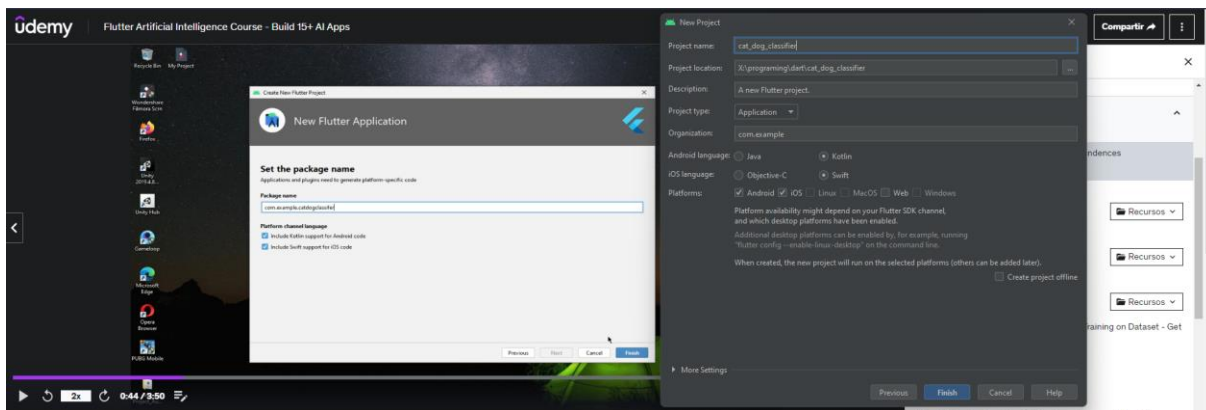 ûdemy
Flutter Artificial Intelligence Course - Build 15+ AI Apps
Compartir
Recycle Bin
My Project
Wondershare
Filmora Scrn
Firefox
Unity
Unity Hub
Gameloop
Microsoft
Edge
Opera
Browser
PUBG Mobile
Create New Flutter Project
New Flutter Application
Set the package name
Applications and plugins need to generate platform-specific code
Package name
Platform channel language
Include Kotlin support for Android code
Include Swift support for iOS code
Previous
Next
Cancel
Finish
2x
0:44 / 3:50
New Project
Project name:
cat_dog_classifier
Project location:
X:\programing\dart\cat_dog_classifier
...
Description:
A new Flutter project.
Project type:
Application
Organization:
com.example
Android language:
Java
Kotlin
iOS language:
Objective-C
Swift
Platforms:
Android
iOS
Linux
MacOS
Web
Windows
Platform availability might depend on your Flutter SDK channel,
and which desktop platforms have been enabled.
Additional desktop platforms can be enabled by, for example, running
"flutter config --enable-linux-desktop" on the command line.
When created, the new project will run on the selected platforms (others can be added later).
Create project offline
More Settings
Previous
Finish
Cancel
Help
ndences
Recursos
Recursos
Recursos
raining on Dataset - Get